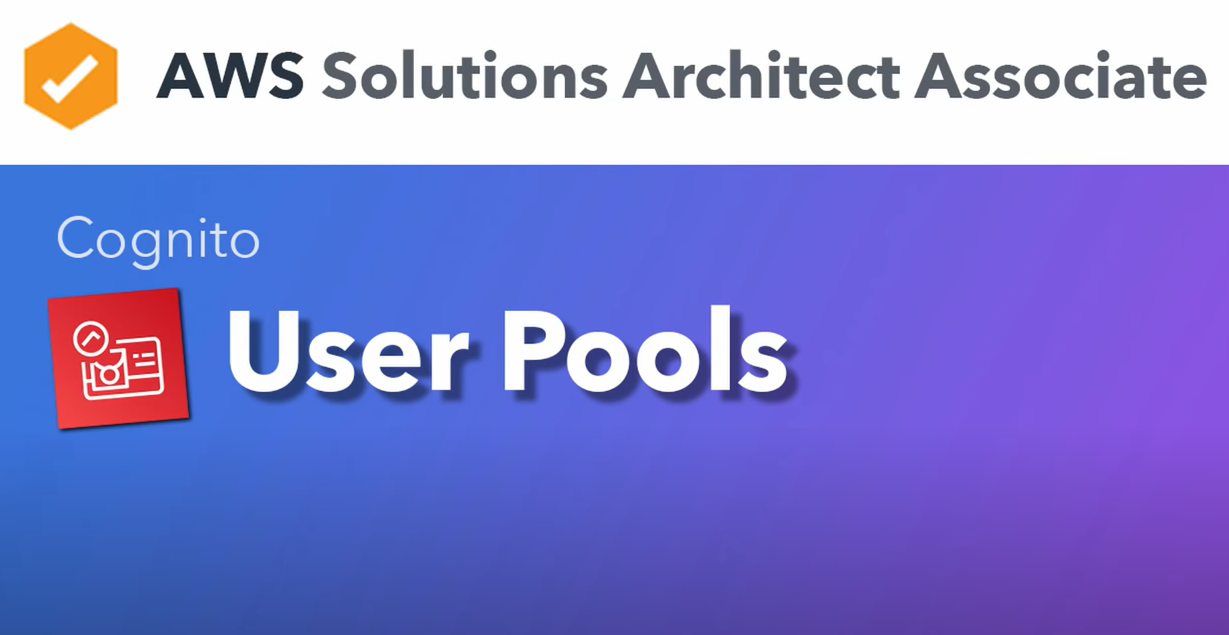 AWS Solutions Architect Associate
Cognito
User Pools